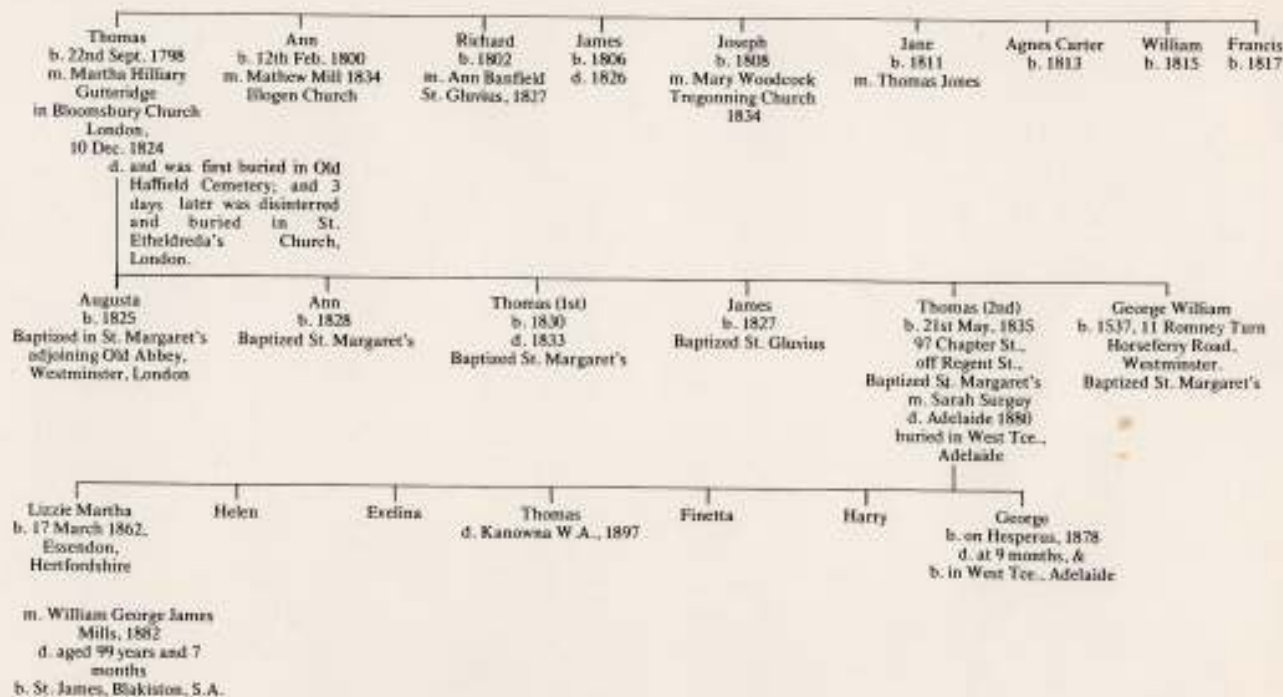 Thomas
b. 22nd Sept. 1798
m. Martha Hilliary
Gutteridge
in Bloomsbury Church
London,
10 Dec. 1824
d. and was first buried in Old
Haffield Cemetery; and 3
days later was disinterred
and buried in St.
Etheldreda's Church,
London.
Ann
b. 12th Feb. 1800
m. Mathew Mill 1834
Illogen Church
Richard
b. 1802
m. Ann Banfield
St. Gluvius, 1827
James
b. 1806
d. 1826
Joseph
b. 1808
m. Mary Woodcock
Tregonning Church
1834
Jane
b. 1811
m. Thomas Jones
Agnes Carter
b. 1813
William
b. 1815
Francis
b. 1817
Augusta
b. 1825
Baptized in St. Margaret's
adjoining Old Abbey,
Westminster, London
Ann
b. 1828
Baptized St. Margaret's
Thomas (1st)
b. 1830
d. 1833
Baptized St. Margaret's
James
b. 1827
Baptized St. Gluvius
Thomas (2nd)
b. 21st May, 1835
97 Chapter St.,
off Regent St.,
Baptized St. Margaret's
m. Sarah Surguy
d. Adelaide 1880
buried in West Tce.,
Adelaide
George William
b. 1537, 11 Romney Turn
Horseferry Road,
Westminster.
Baptized St. Margaret's
Lizzie Martha
b. 17 March 1862,
Essendon,
Hertfordshire
m. William George James
Mills, 1882
d. aged 99 years and 7
months
b. St. James, Blakiston, S.A.
Helen
Exelina
Thomas
d. Kanowna W.A., 1897
Finetta
Harry
George
b. on Hesperus, 1878
d. at 9 months, &
b. in West Tce., Adelaide